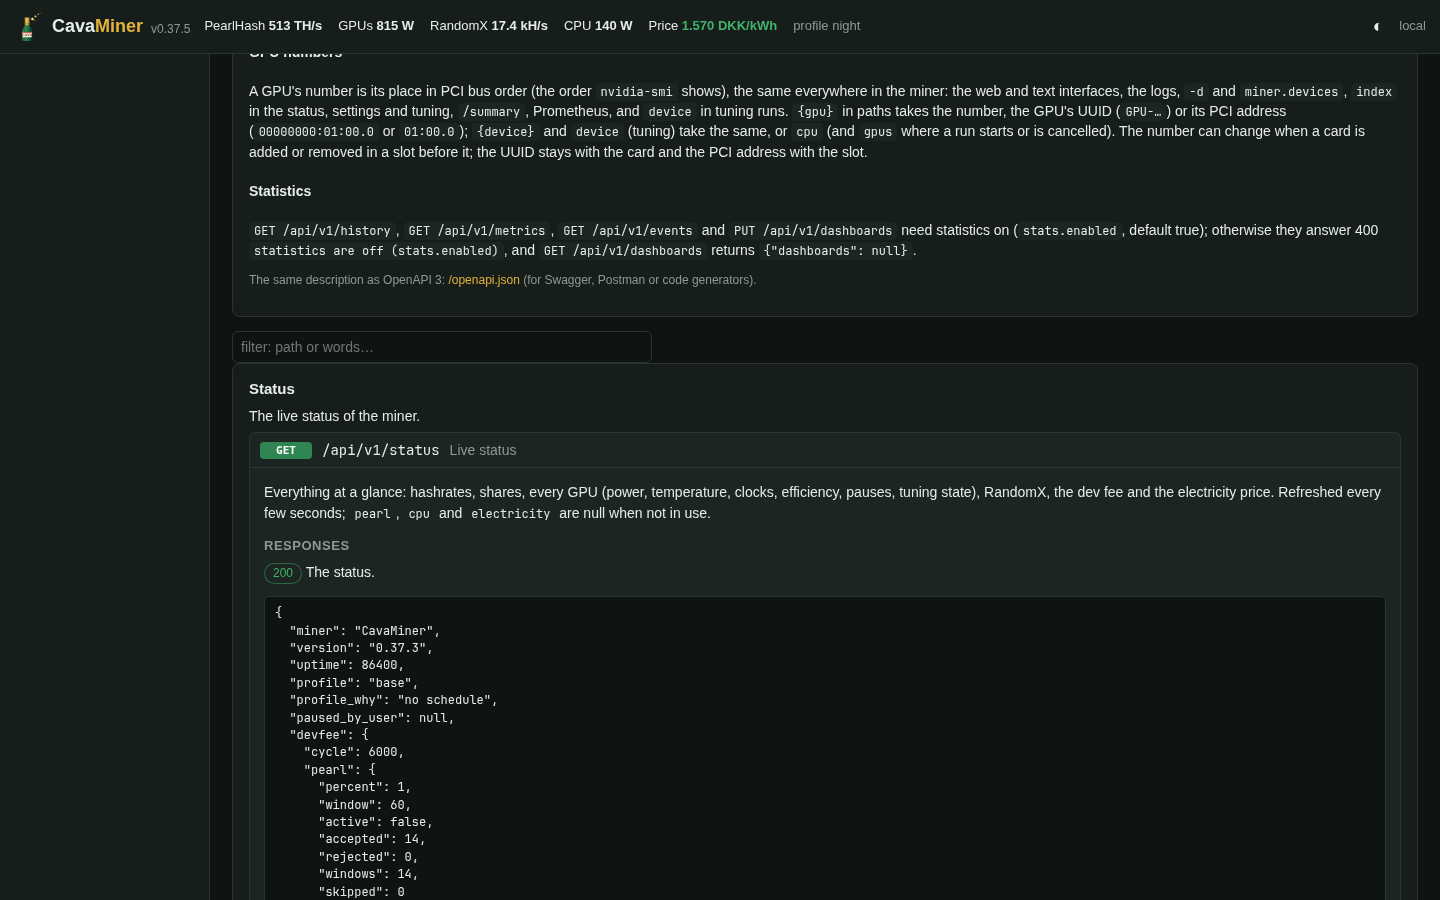 CavaMiner v0.37.5 PearlHash 513 TH/s GPUs 815 W RandomX 17.4 kH/s CPU 140 W Price 1.570 DKK/kWh profile night local
GPU numbers
A GPU's number is its place in PCI bus order (the order nvidia-smi shows), the same everywhere in the miner: the web and text interfaces, the logs, -d and miner.devices, index
in the status, settings and tuning, /summary, Prometheus, and device in tuning runs. {gpu} in paths takes the number, the GPU's UUID (GPU-…) or its PCI address
(00000000:01:00.0 or 01:00.0); {device} and device (tuning) take the same, or cpu (and gpus where a run starts or is cancelled). The number can change when a card is
added or removed in a slot before it; the UUID stays with the card and the PCI address with the slot.
Statistics
GET /api/v1/history, GET /api/v1/metrics, GET /api/v1/events and PUT /api/v1/dashboards need statistics on (stats.enabled, default true); otherwise they answer 400
statistics are off (stats.enabled), and GET /api/v1/dashboards returns {"dashboards": null}.
The same description as OpenAPI 3: /openapi.json (for Swagger, Postman or code generators).
filter: path or words…
Status
The live status of the miner.
GET /api/v1/status Live status
Everything at a glance: hashrates, shares, every GPU (power, temperature, clocks, efficiency, pauses, tuning state), RandomX, the dev fee and the electricity price. Refreshed every
few seconds; pearl, cpu and electricity are null when not in use.
RESPONSES
200 The status.
{
"miner": "CavaMiner",
"version": "0.37.3",
"uptime": 86400,
"profile": "base",
"profile_why": "no schedule",
"paused_by_user": null,
"devfee": {
"cycle": 6000,
"pearl": {
"percent": 1,
"window": 60,
"active": false,
"accepted": 14,
"rejected": 0,
"windows": 14,
"skipped": 0